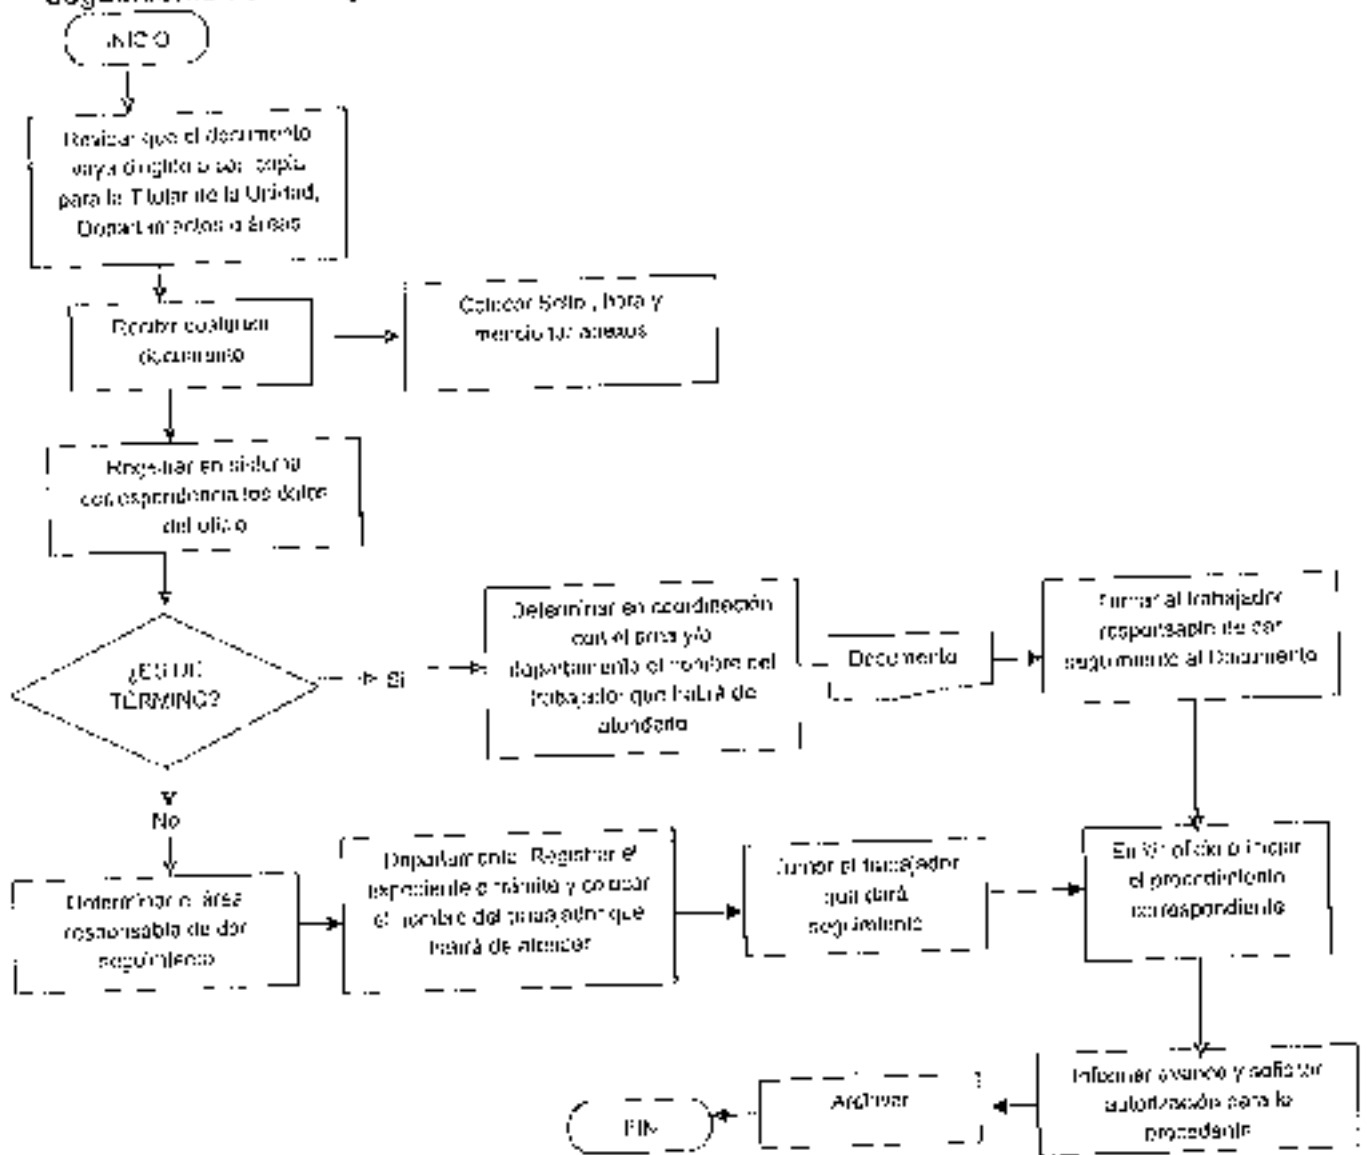 INICIO
Revisar que el documento
vaya dirigido o con copia
para la Titular de la Unidad,
Departamentos o áreas
Recibir cualquier
documento
Colocar Sello , hora y
mencionar anexos
Registrar en sistema
correspondencia los datos
del oficio
¿ES DE
TÉRMINO?
Si
Determinar en coordinación
con el área y/o
departamento el nombre del
trabajador que habrá de
atenderlo
Documento
Turnar al trabajador
responsable de dar
seguimiento al Documento
No
Determinar el área
responsable de dar
seguimiento
Departamento: Registrar el
expediente o trámite y colocar
el nombre del trabajador que
habrá de atender
Turnar al trabajador
que dará
seguimiento
oficio o iniciar
el procedimiento
correspondiente
Informar avance y solicitar
autorización para lo
procedente
Archivar
FIN